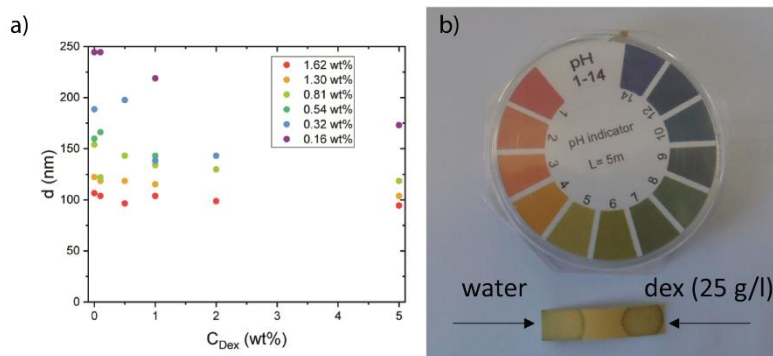 a)
250
200
150
100
50
0
d (nm)
0
1
2
3
4
5
C_Dex (wt%)
1.62 wt%
1.30 wt%
0.81 wt%
0.54 wt%
0.32 wt%
0.16 wt%
b)
pH
1-14
pH indicator
L= 5m
1
2
3
4
5
6
7
8
9
10
12
14
water
dex (25 g/l)